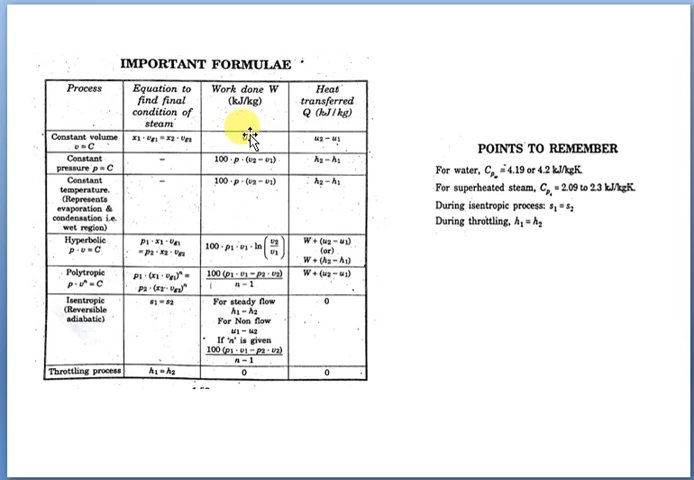 IMPORTANT FORMULAE
Process
Equation to
find final
condition of
steam
Work done W
(kJ/kg)
Heat
transferred
Q (kJ/kg)
Constant volume
v = C
x1 · vg1 = x2 · vg2
u2 – u1
Constant
pressure p = C
–
100 · p · (v2 – v1)
h2 – h1
Constant
temperature.
(Represents
evaporation &
condensation i.e.
wet region)
–
100 · p · (v2 – v1)
h2 – h1
Hyperbolic
p · v = C
p1 · x1 · vg1
= p2 · x2 · vg2
100 · p1 · v1 · ln (v2/v1)
W + (u2 – u1)
(or)
W + (h2 – h1)
Polytropic
p · vⁿ = C
p1 · (x1 · vg1)ⁿ =
p2 · (x2 · vg2)ⁿ
100 (p1 · v1 – p2 · v2)
n – 1
W + (u2 – u1)
Isentropic
(Reversible
adiabatic)
s1 = s2
For steady flow
h1 – h2
For Non flow
u1 – u2
If 'n' is given
100 (p1 · v1 – p2 · v2)
n – 1
0
Throttling process
h1 = h2
0
0
POINTS TO REMEMBER
For water, Cpw = 4.19 or 4.2 kJ/kgK
For superheated steam, Cps = 2.09 to 2.3 kJ/kgK
During isentropic process: s1 = s2
During throttling, h1 = h2